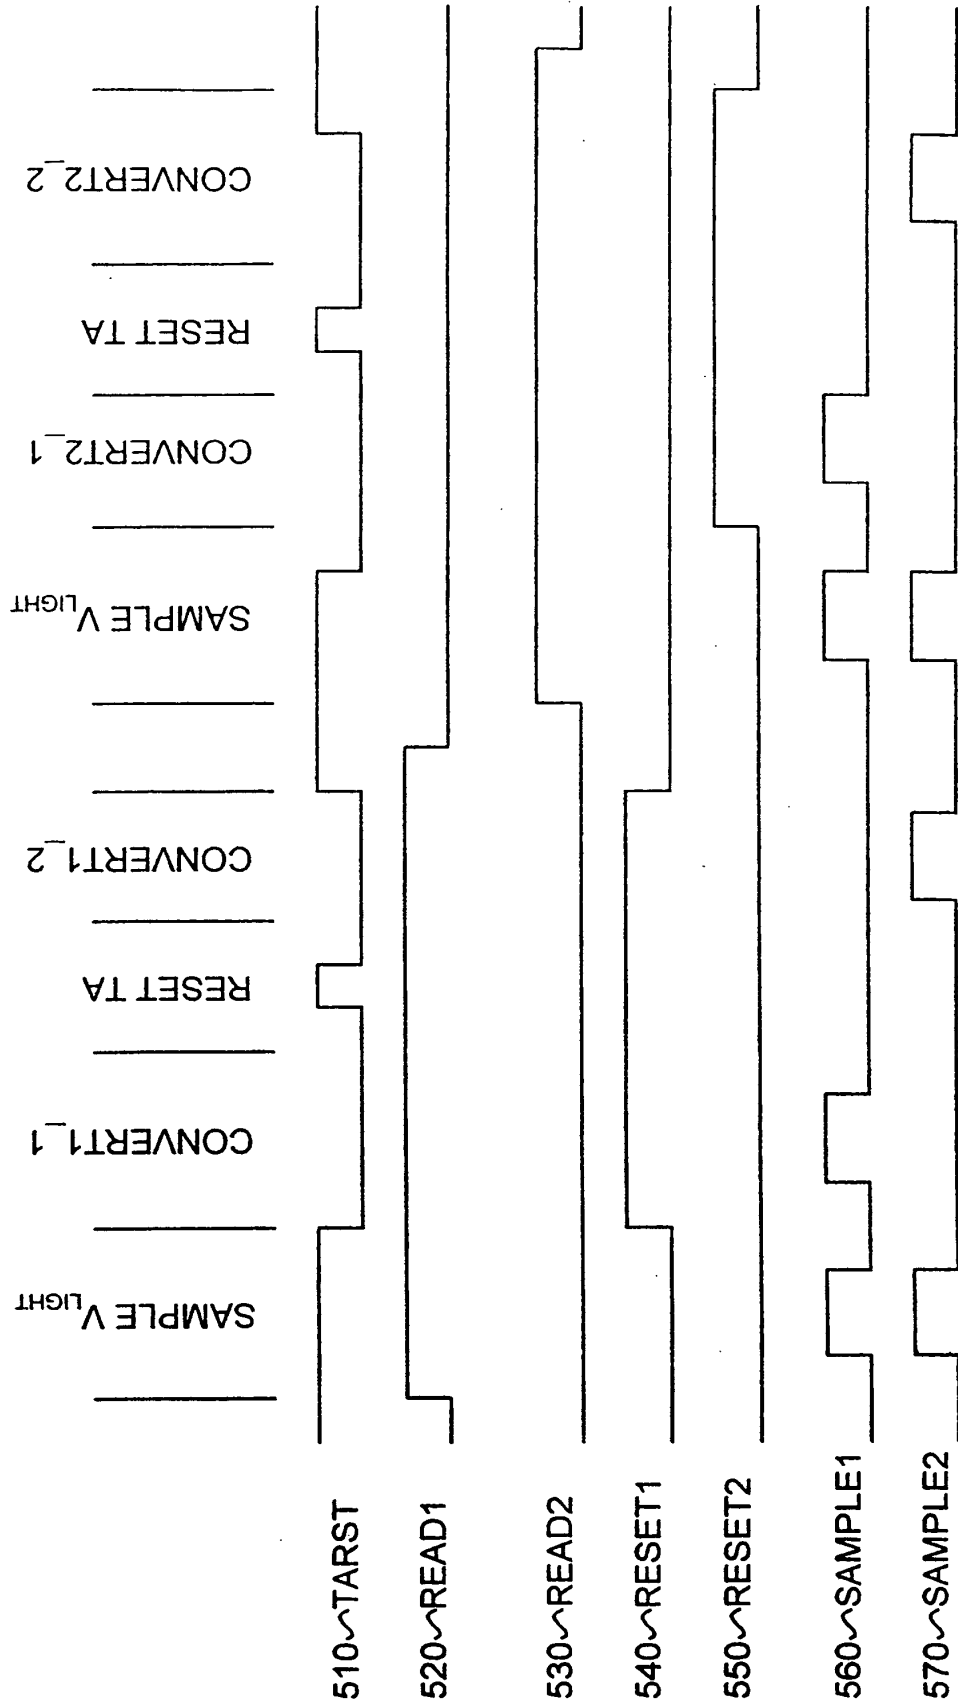 SAMPLE V_LIGHT
CONVERT1_1
RESET TA
CONVERT1_2
SAMPLE V_LIGHT
CONVERT2_1
RESET TA
CONVERT2_2
510~TARST
520~READ1
530~READ2
540~RESET1
550~RESET2
560~SAMPLE1
570~SAMPLE2